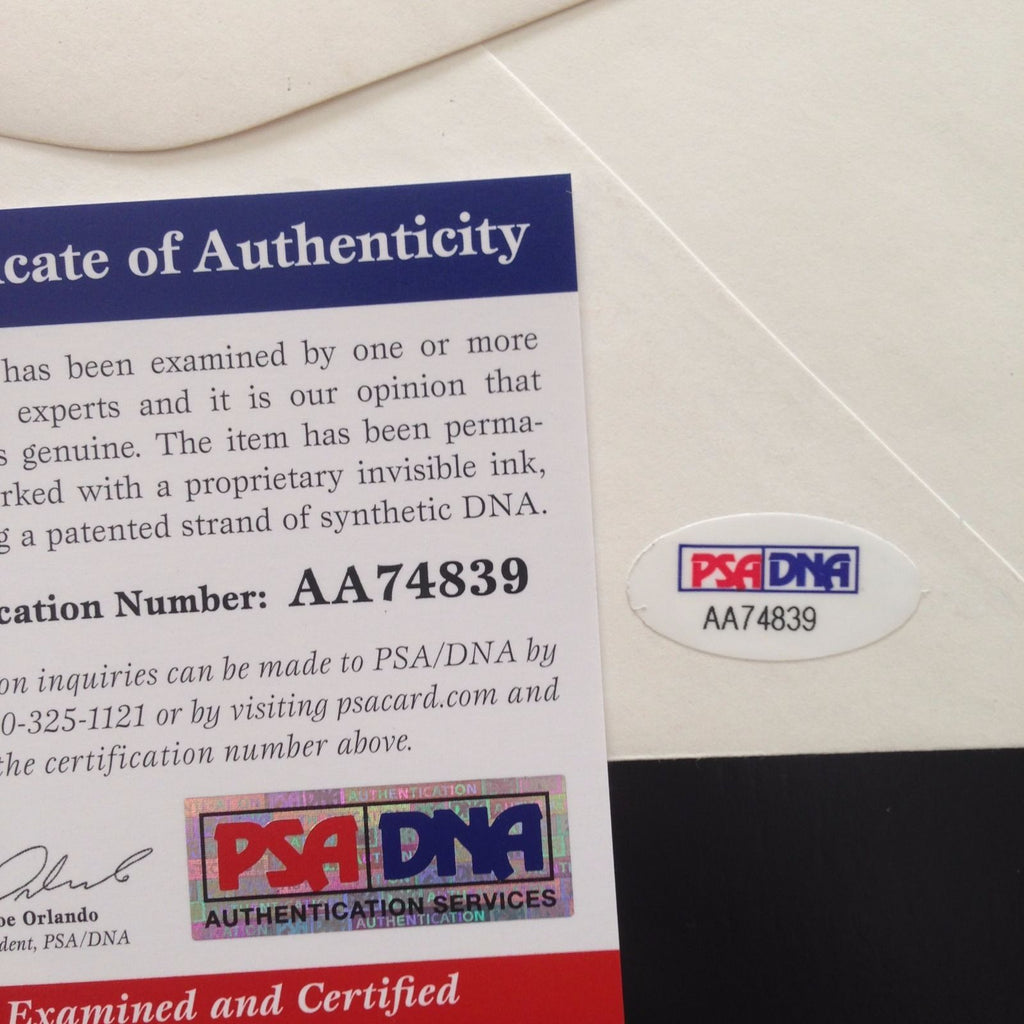 icate of Authenticity
has been examined by one or more
experts and it is our opinion that
s genuine. The item has been perma-
rked with a proprietary invisible ink,
g a patented strand of synthetic DNA.
cation Number: AA74839
on inquiries can be made to PSA/DNA by
0-325-1121 or by visiting psacard.com and
the certification number above.
PSA DNA
AUTHENTICATION SERVICES
oe Orlando
dent, PSA/DNA
Examined and Certified
PSA DNA
AA74839